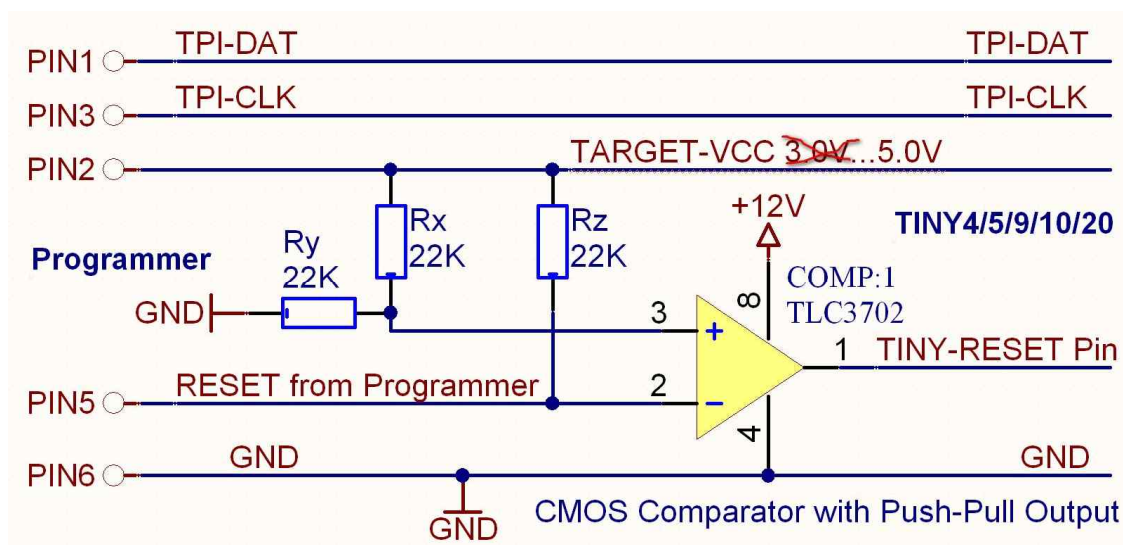 PIN1 TPI-DAT TPI-DAT
PIN3 TPI-CLK TPI-CLK
PIN2 TARGET-VCC 3.0V...5.0V
+12V
Rx
22K
Rz
22K
TINY4/5/9/10/20
Ry
22K
Programmer
COMP:1
TLC3702
8
GND
3
+
1
TINY-RESET Pin
PIN5 RESET from Programmer
2
−
4
PIN6 GND GND
GND
CMOS Comparator with Push-Pull Output